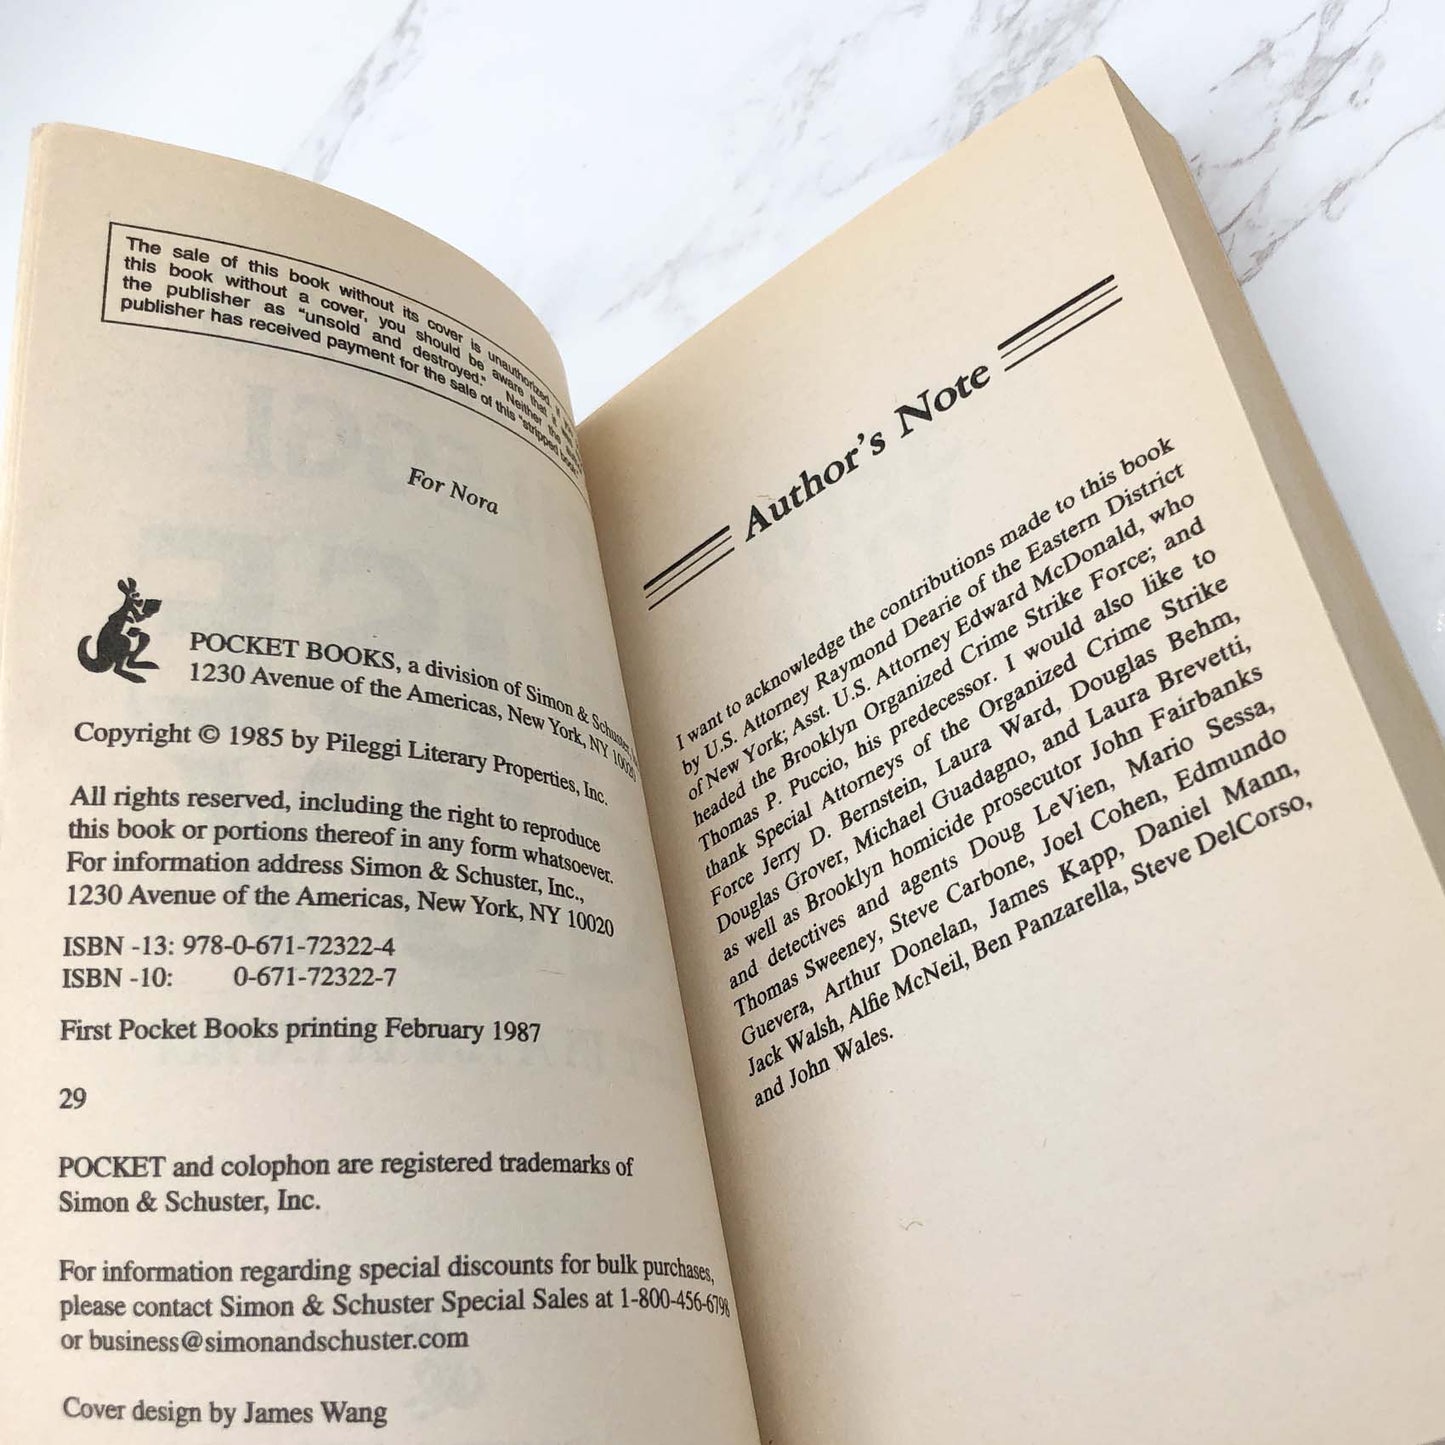 The sale of this book without its cover is unauthorized. If
this book without a cover, you should be aware that it was
the publisher as "unsold and destroyed." Neither the
publisher has received payment for the sale of this "stripped book."
For Nora
POCKET BOOKS, a division of Simon & Schuster,
1230 Avenue of the Americas, New York, NY 10020
Copyright © 1985 by Pileggi Literary Properties, Inc.
All rights reserved, including the right to reproduce
this book or portions thereof in any form whatsoever.
For information address Simon & Schuster, Inc.,
1230 Avenue of the Americas, New York, NY 10020
ISBN -13: 978-0-671-72322-4
ISBN -10: 0-671-72322-7
First Pocket Books printing February 1987
29
POCKET and colophon are registered trademarks of
Simon & Schuster, Inc.
For information regarding special discounts for bulk purchases,
please contact Simon & Schuster Special Sales at 1-800-456-6798
or business@simonandschuster.com
Cover design by James Wang
Author's Note
I want to acknowledge the contributions made to this book
by U.S. Attorney Raymond Dearie of the Eastern District
of New York; Asst. U.S. Attorney Edward McDonald, who
headed the Brooklyn Organized Crime Strike Force; and
Thomas P. Puccio, his predecessor. I would also like to
thank Special Attorneys of the Organized Crime Strike
Force Jerry D. Bernstein, Laura Ward, Douglas Behm,
Douglas Grover, Michael Guadagno, and Laura Brevetti,
as well as Brooklyn homicide prosecutor John Fairbanks
and detectives and agents Doug LeVien, Mario Sessa,
Thomas Sweeney, Steve Carbone, Joel Cohen, Edmundo
Guevera, Arthur Donelan, James Kapp, Daniel Mann,
Jack Walsh, Alfie McNeil, Ben Panzarella, Steve DelCorso,
and John Wales.